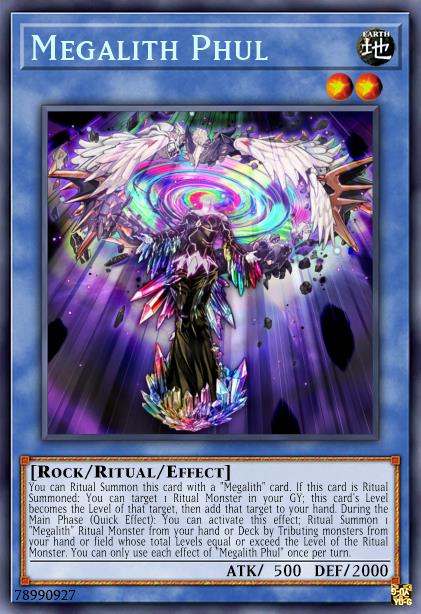 MEGALITH PHUL
EARTH
地
[ROCK/RITUAL/EFFECT]
You can Ritual Summon this card with a "Megalith" card. If this card is Ritual
Summoned: You can target 1 Ritual Monster in your GY; this card's Level
becomes the Level of that target, then add that target to your hand. During the
Main Phase (Quick Effect): You can activate this effect; Ritual Summon 1
"Megalith" Ritual Monster from your hand or Deck by Tributing monsters from
your hand or field whose total Levels equal or exceed the Level of the Ritual
Monster. You can only use each effect of "Megalith Phul" once per turn.
ATK/ 500 DEF/2000
78990927